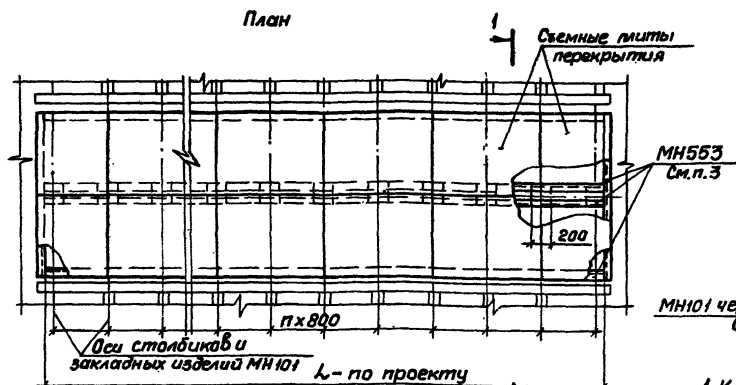 План
1
Съемные плиты
перекрытия
МН553
См.п.3
200
МН101 че
п х 800
Оси столбиков и
закладных изделий МН101
L - по проекту